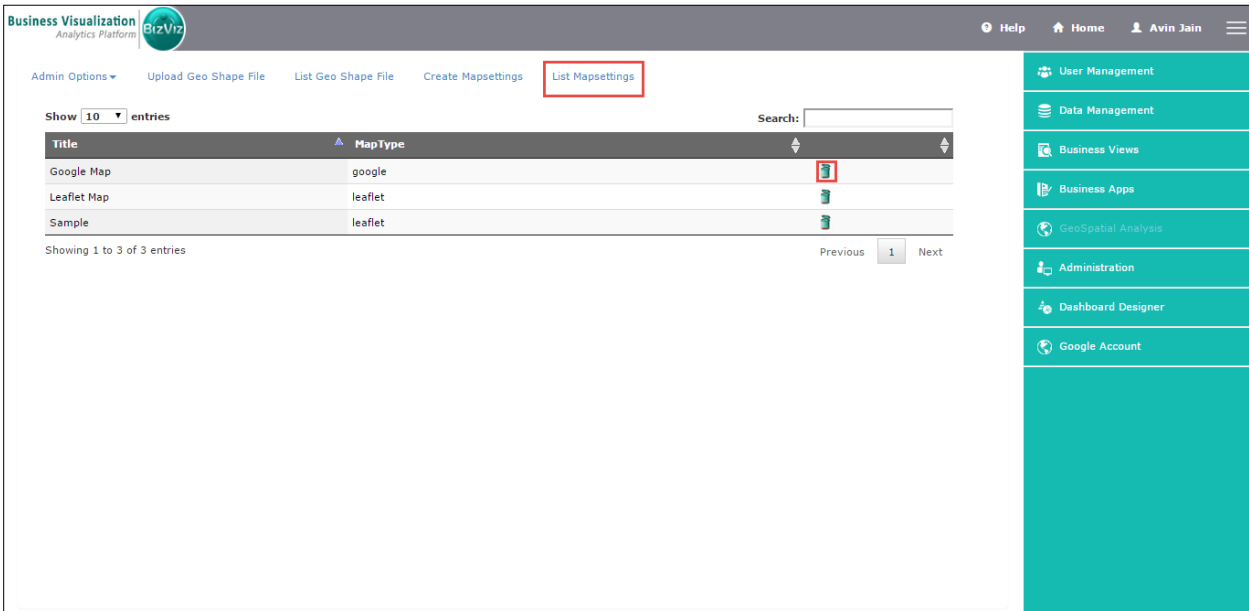 Business Visualization
Analytics Platform
BizViz
Help Home Avin Jain
Admin Options Upload Geo Shape File List Geo Shape File Create Mapsettings List Mapsettings
Show 10 entries Search:
Title MapType
Google Map google
Leaflet Map leaflet
Sample leaflet
Showing 1 to 3 of 3 entries Previous 1 Next
User Management
Data Management
Business Views
Business Apps
GeoSpatial Analysis
Administration
Dashboard Designer
Google Account